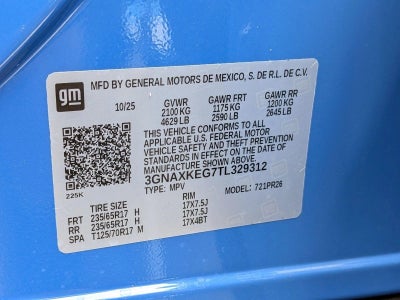 gm
MFD BY GENERAL MOTORS DE MEXICO, S. DE R.L. DE C.V.
10/25 GVWR GAWR FRT GAWR RR
2100 KG 1175 KG 1200 KG
4629 LB 2590 LB 2645 LB
THIS VEHICLE CONFORMS TO ALL
APPLICABLE U.S. FEDERAL MOTOR
VEHICLE SAFETY AND THEFT PREVENTION
STANDARDS IN EFFECT ON THE DATE OF
MANUFACTURE SHOWN ABOVE.
3GNAXKEG7TL329312
TYPE: MPV MODEL: 721PR26
225K
TIRE SIZE RIM
FRT 235/65R17 H 17X7.5J
RR 235/65R17 H 17X7.5J
SPA T125/70R17 M 17X4BT